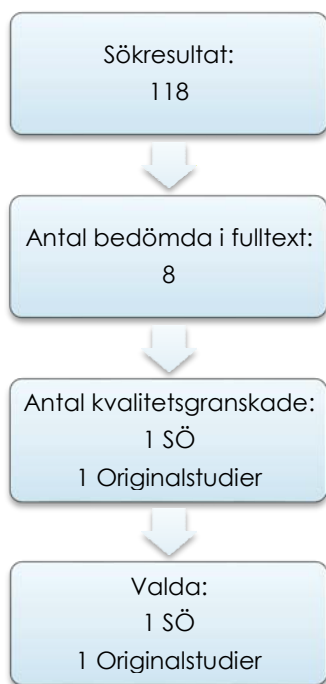 Sökresultat:
118
Antal bedömda i fulltext:
8
Antal kvalitetsgranskade:
1 SÖ
1 Originalstudier
Valda:
1 SÖ
1 Originalstudier